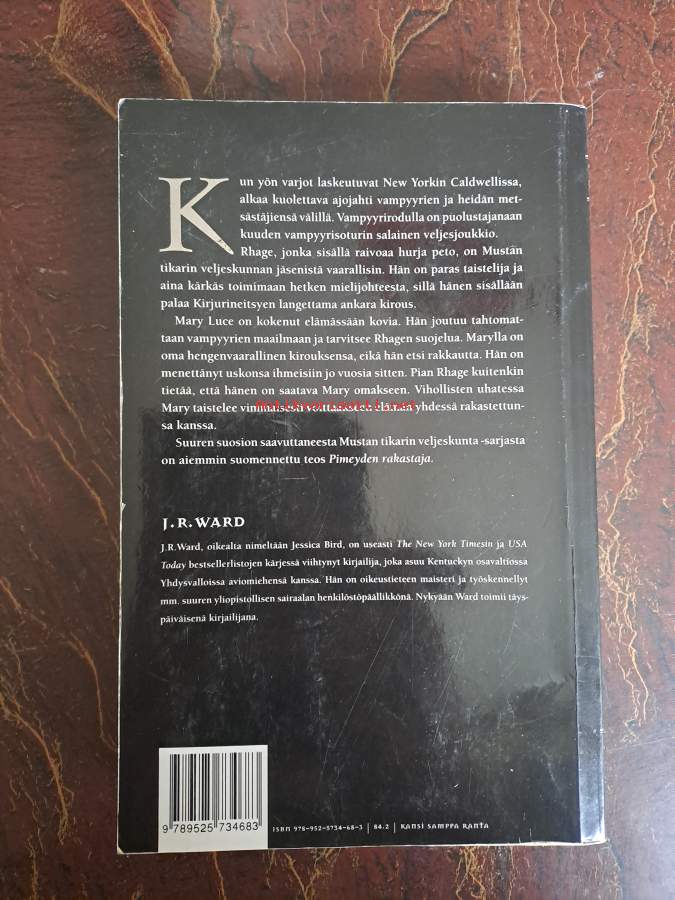 Kun yön varjot laskeutuvat New Yorkin Caldwellissa,
alkaa kuolettava ajojahti vampyyrien ja heidän met-
sästäjiensä välillä. Vampyyrirodulla on puolustajanaan
kuuden vampyyrisoturin salainen veljesjoukkio.
Rhage, jonka sisällä raivoaa hurja peto, on Mustan
tikarin veljeskunnan jäsenistä vaarallisin. Hän on paras taistelija ja
aina kärkäs toimimaan hetken mielijohteesta, sillä hänen sisällään
palaa Kirjurineitsyen langettama ankara kirous.
Mary Luce on kokenut elämässään kovia. Hän joutuu tahtomat-
taan vampyyrien maailmaan ja tarvitsee Rhagen suojelua. Marylla on
oma hengenvaarallinen kirouksensa, eikä hän etsi rakkautta. Hän on
menettänyt uskonsa ihmeisiin jo vuosia sitten. Pian Rhage kuitenkin
tietää, että hänen on saatava Mary omakseen. Vihollisten uhatessa
Mary taistelee yhdessä rakastettun-
sa kanssa.
Suuren suosion saavuttaneesta Mustan tikarin veljeskunta -sarjasta
on aiemmin suomennettu teos Pimeyden rakastaja.
J.R.WARD
J.R.Ward, oikealta nimeltään Jessica Bird, on useasti The New York Timesin ja USA
Today bestsellerlistojen kärjessä viihtynyt kirjailija, joka asuu Kentuckyn osavaltiossa
Yhdysvalloissa aviomiehensä kanssa. Hän on oikeustieteen maisteri ja työskennellyt
mm. suuren yliopistollisen sairaalan henkilöstöpäällikkönä. Nykyään Ward toimii täys-
päiväisenä kirjailijana.
9 789525 734683
ISBN 978-952-5734-68-3 | 84.2 | KANSI SAMPPA RANTA